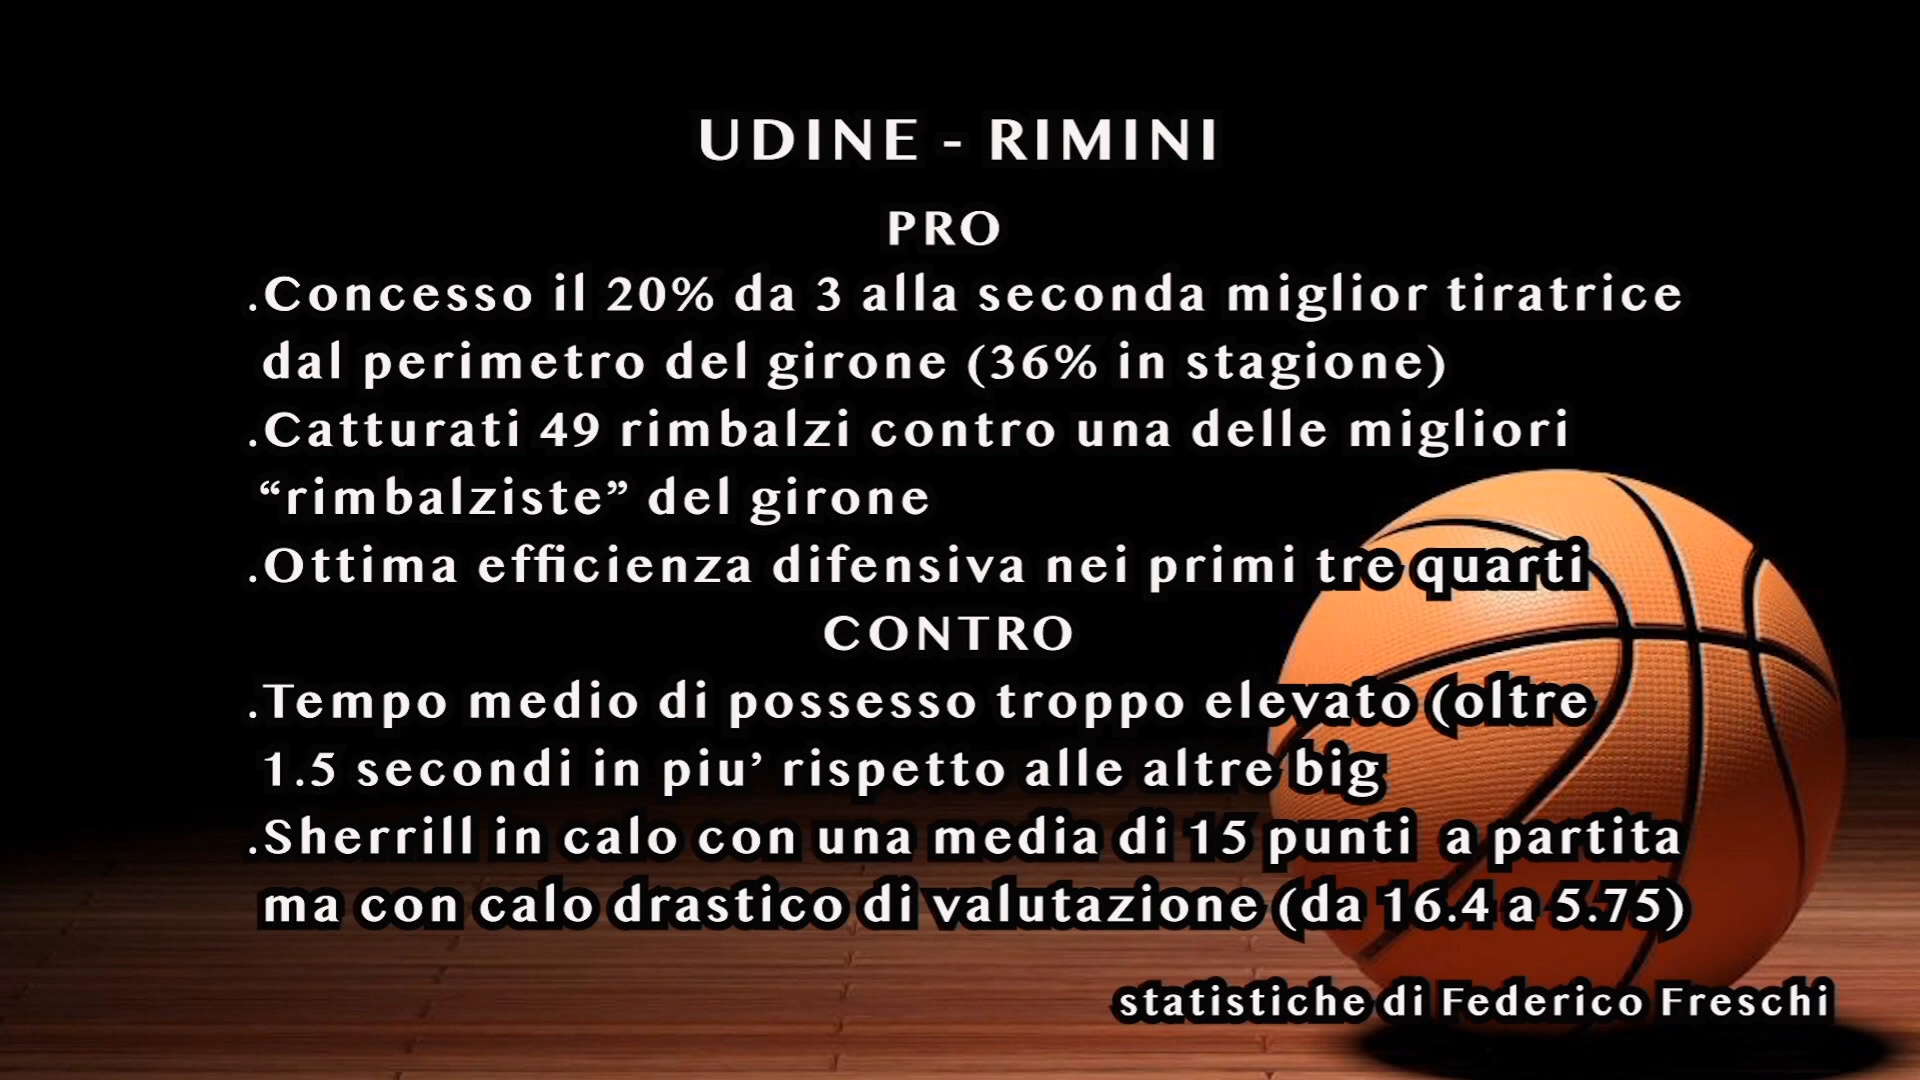 UDINE - RIMINI
PRO
.Concesso il 20% da 3 alla seconda miglior tiratrice
dal perimetro del girone (36% in stagione)
.Catturati 49 rimbalzi contro una delle migliori
“rimbalziste” del girone
.Ottima efficienza difensiva nei primi tre quarti
CONTRO
.Tempo medio di possesso troppo elevato (oltre
1.5 secondi in piu’ rispetto alle altre big
.Sherrill in calo con una media di 15 punti a partita
ma con calo drastico di valutazione (da 16.4 a 5.75)
statistiche di Federico Freschi